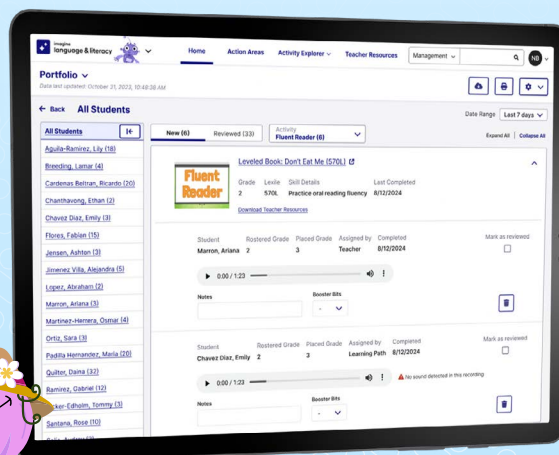 imagine
language & literacy
Home
Action Areas
Activity Explorer
Teacher Resources
Management
NB
Portfolio
Data last updated: October 31, 2023, 10:48:38 AM
Back
All Students
Date Range
Last 7 days
All Students
New (6)
Reviewed (33)
Activity
Fluent Reader (6)
Expand All
Collapse All
Aguila-Ramirez, Lily (18)
Breeding, Lamar (4)
Cardenas Beltran, Ricardo (20)
Chanthavong, Ethan (2)
Chavez Diaz, Emily (3)
Flores, Fabian (15)
Jensen, Ashton (3)
Jimenez Villa, Alejandra (5)
Lopez, Abraham (2)
Marron, Ariana (3)
Martinez-Herrera, Osmar (4)
Ortiz, Sara (3)
Padilla Hernandez, Maria (20)
Quilter, Daina (32)
Ramirez, Gabriel (12)
cker-Edholm, Tommy (3)
Santana, Rose (10)
Fluent
Reader
Leveled Book: Don't Eat Me (570L)
Grade Lexile Skill Details Last Completed
2 570L Practice oral reading fluency 8/12/2024
Download Teacher Resources
Student Rostered Grade Placed Grade Assigned by Completed Mark as reviewed
Marron, Ariana 2 3 Teacher 8/12/2024
0:00 / 1:23
Notes Booster Bits
-
Student Rostered Grade Placed Grade Assigned by Completed Mark as reviewed
Chavez Diaz, Emily 2 3 Learning Path 8/12/2024
0:00 / 1:23
No sound detected in this recording
Notes Booster Bits
-